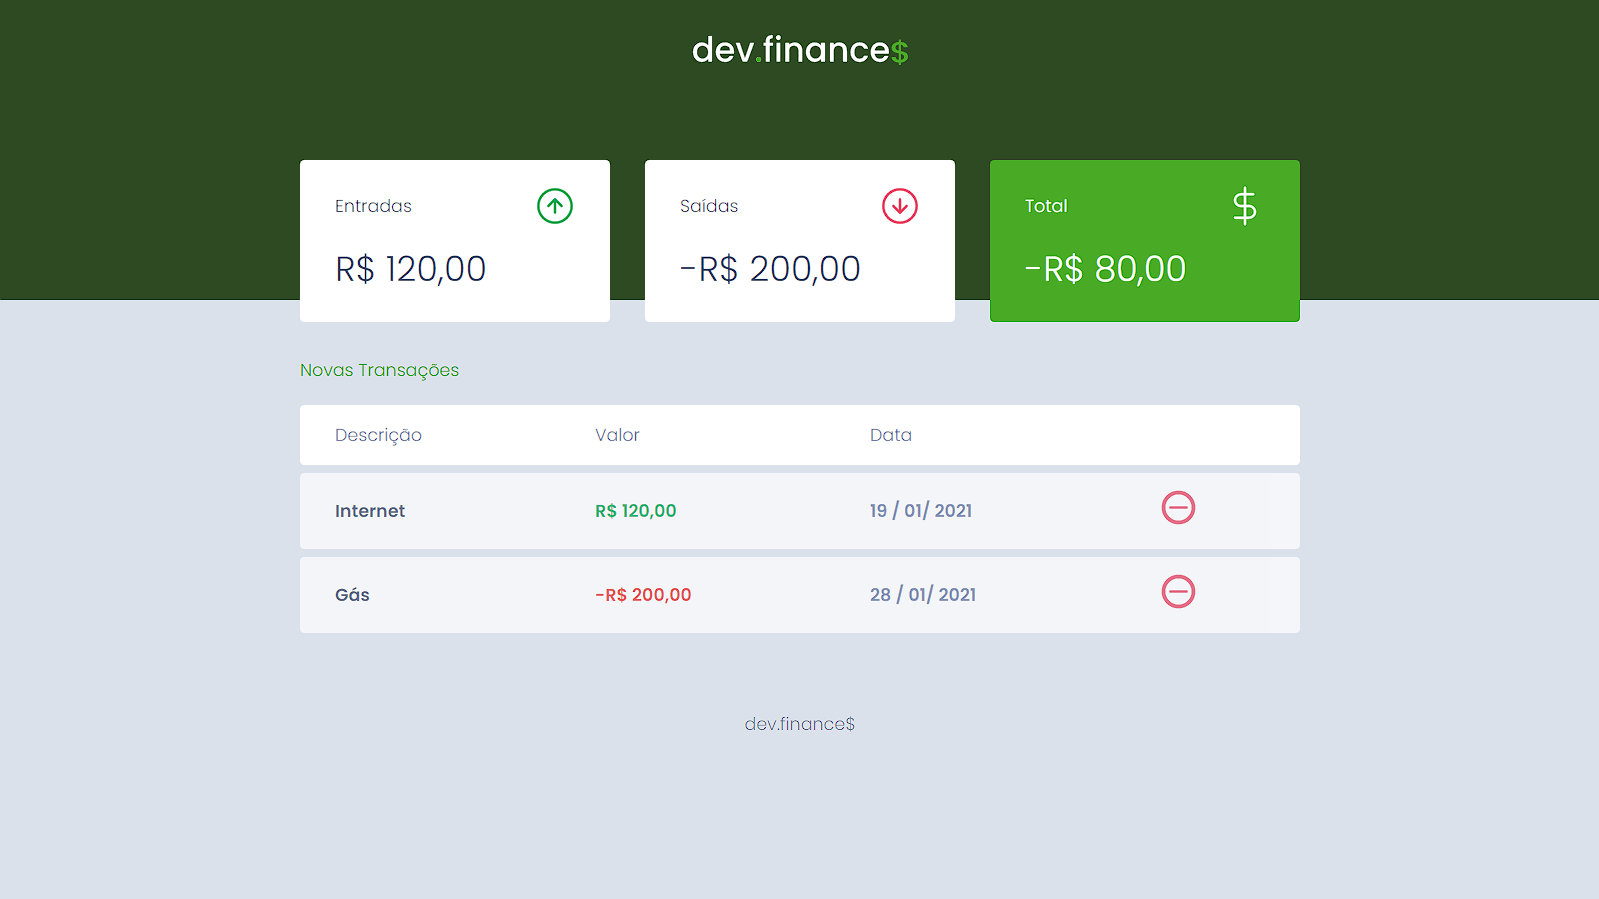 dev.finance$
Entradas
R$ 120,00
Saídas
-R$ 200,00
Total
$
-R$ 80,00
Novas Transações
Descrição Valor Data
Internet R$ 120,00 19 / 01/ 2021
Gás -R$ 200,00 28 / 01/ 2021
dev.finance$